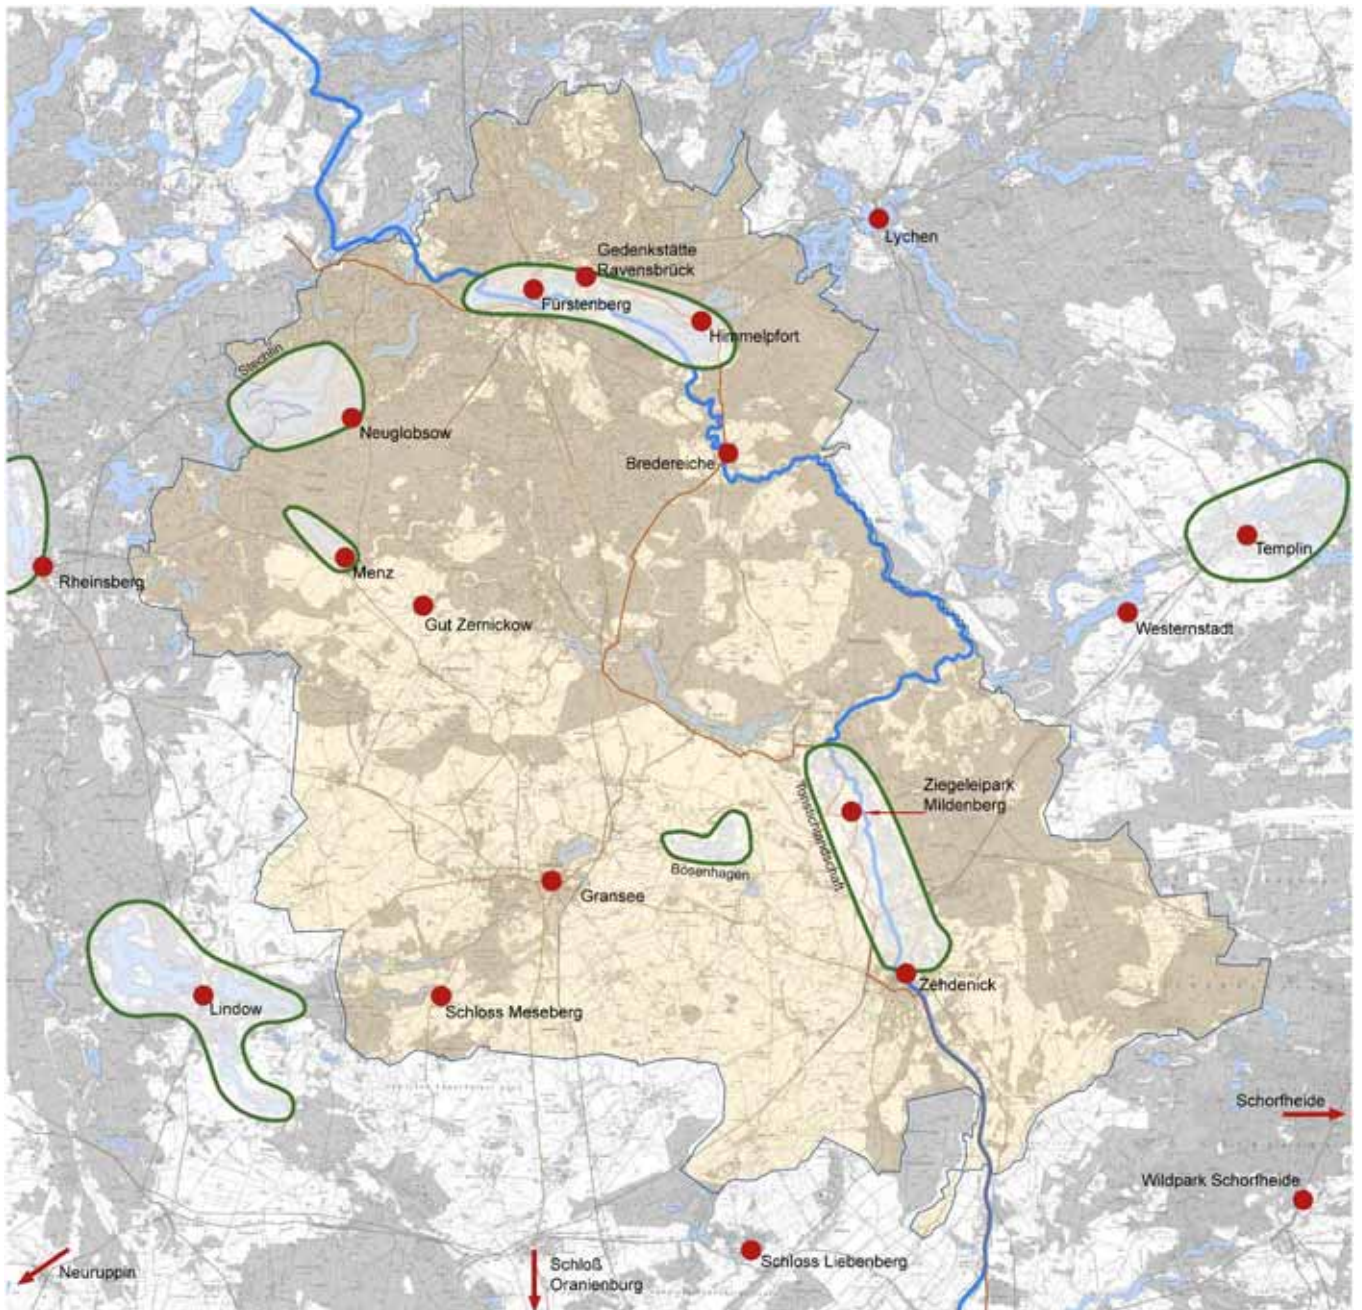 Lychen
Gedenkstätte
Ravensbrück
Fürstenberg
Himmelpfort
Stechlin
Neuglobsow
Bredereiche
Templin
Rheinsberg
Menz
Gut Zernickow
Westernstadt
Ziegeleipark
Mildenberg
Tonstichlandschaft
Bösenhagen
Gransee
Zehdenick
Lindow
Schloss Meseberg
Schorfheide
Wildpark Schorfheide
Neuruppin
Schloß
Oranienburg
Schloss Liebenberg